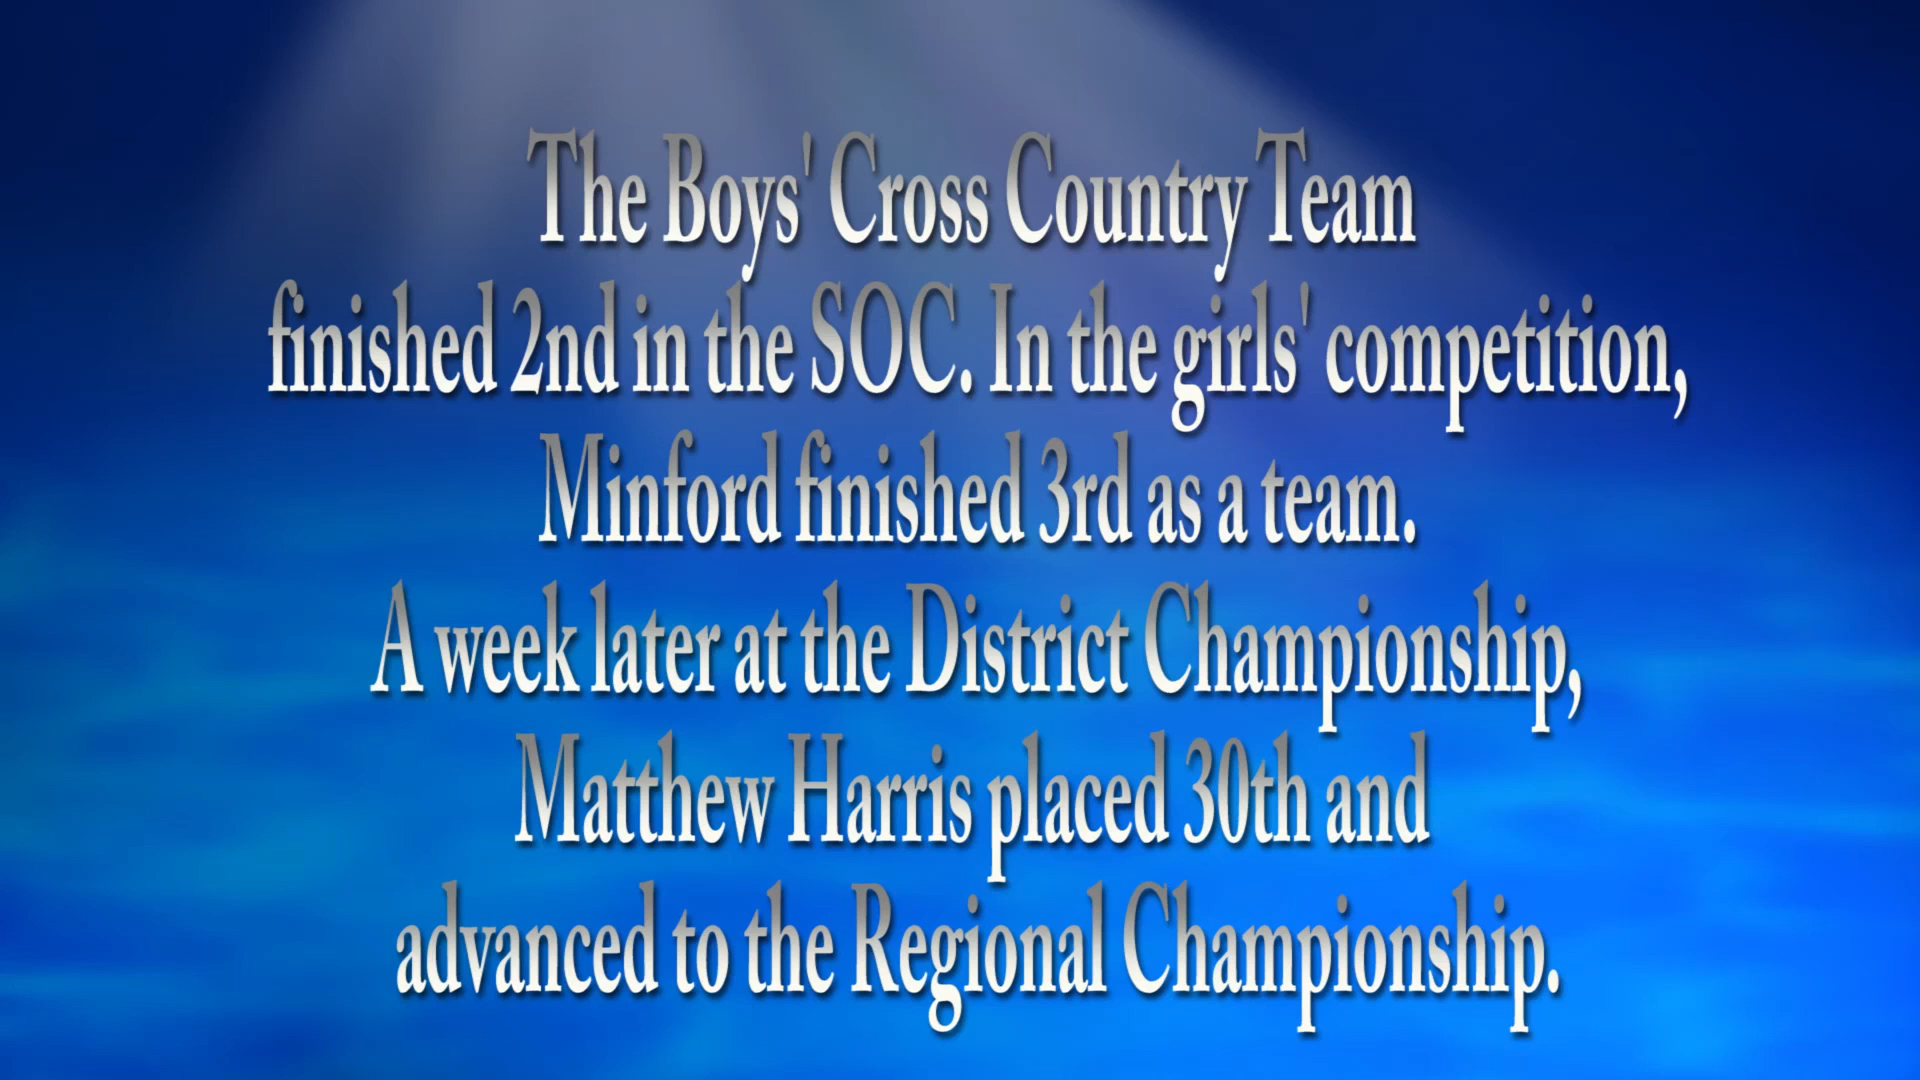 The Boys' Cross Country Team
finished 2nd in the SOC. In the girls' competition,
Minford finished 3rd as a team.
A week later at the District Championship,
Matthew Harris placed 30th and
advanced to the Regional Championship.